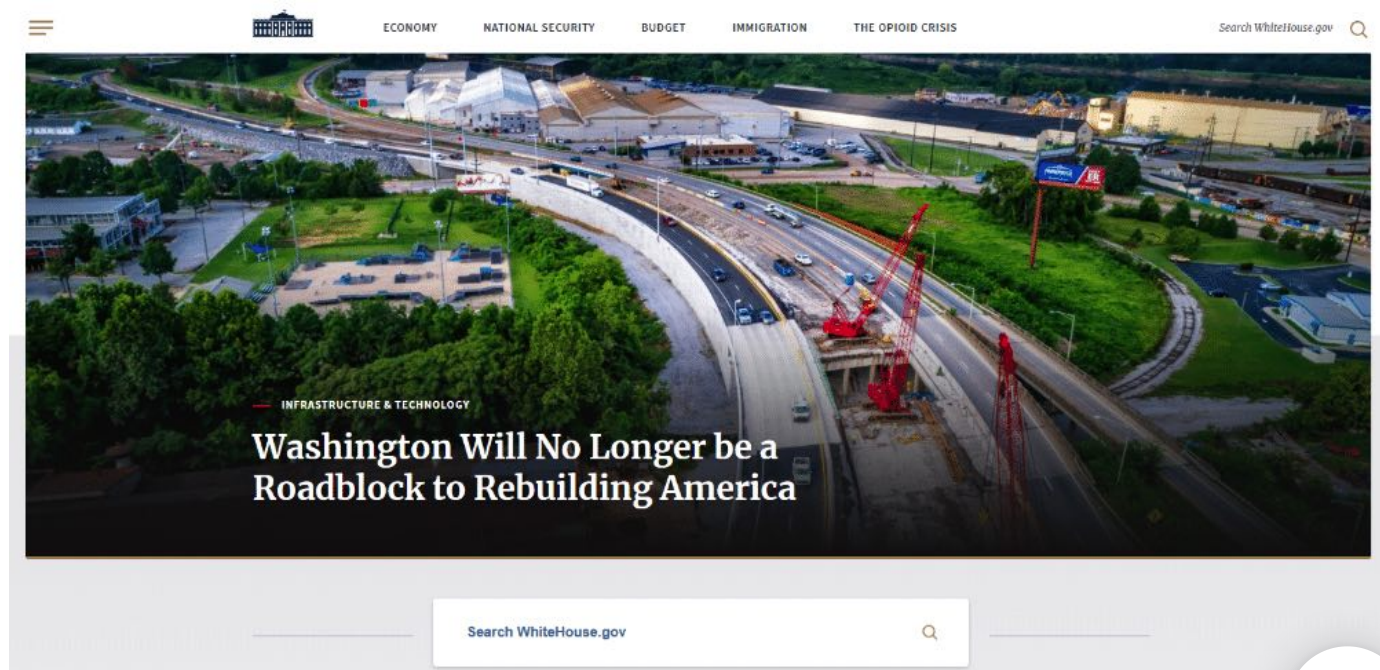 ECONOMY NATIONAL SECURITY BUDGET IMMIGRATION THE OPIOID CRISIS Search WhiteHouse.gov
INFRASTRUCTURE & TECHNOLOGY
Washington Will No Longer be a
Roadblock to Rebuilding America
Search WhiteHouse.gov